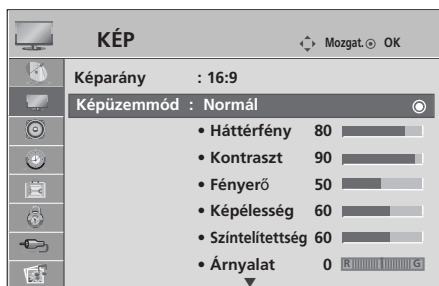 KÉP Mozgat. OK
Képarány : 16:9
Képüzemmód : Normál
• Háttérfény 80
• Kontraszt 90
• Fényerő 50
• Képélesség 60
• Színtelítettség 60
• Árnyalat 0 R G